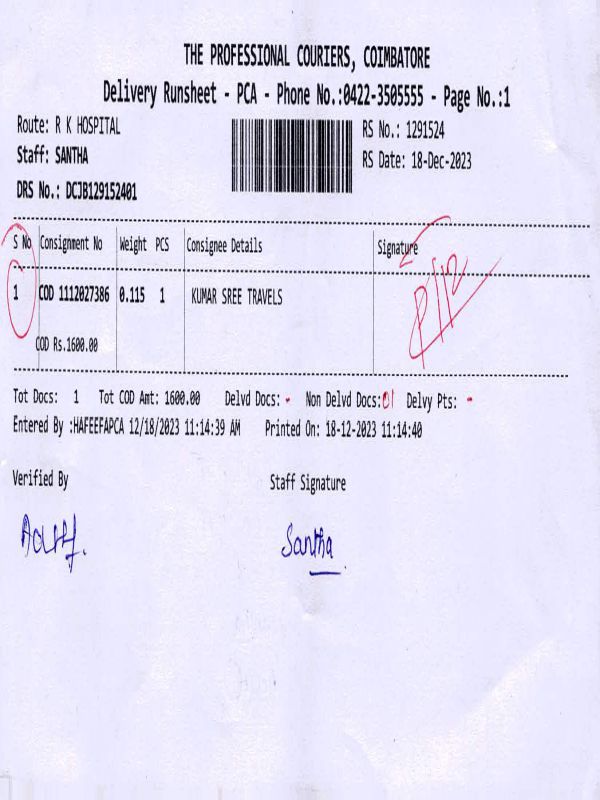 THE PROFESSIONAL COURIERS, COIMBATORE
Delivery Runsheet - PCA - Phone No.:0422-3505555 - Page No.:1
Route: R K HOSPITAL
RS No.: 1291524
Staff: SANTHA
RS Date: 18-Dec-2023
DRS No.: DCJB129152401
S No Consignment No Weight PCS Consignee Details Signature
1 COD 1112027386 0.115 1 KUMAR SREE TRAVELS
COD Rs.1600.00
Tot Docs: 1 Tot COD Amt: 1600.00 Delvd Docs: - Non Delvd Docs:01 Delvy Pts: -
Entered By :HAFEEFAPCA 12/18/2023 11:14:39 AM Printed On: 18-12-2023 11:14:40
Verified By Staff Signature
Santha